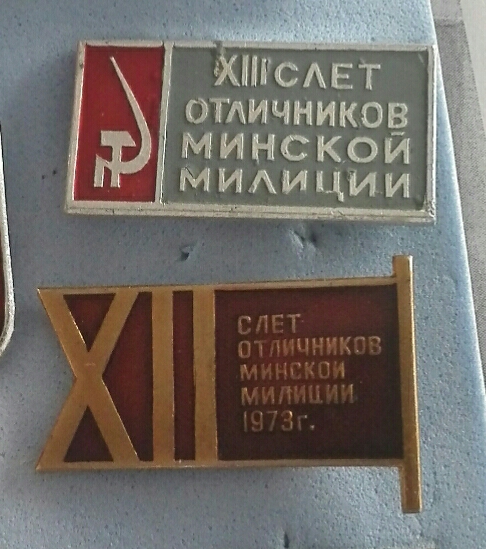 XIII СЛЕТ
ОТЛИЧНИКОВ
МИНСКОЙ
МИЛИЦИИ
XII
СЛЕТ
ОТЛИЧНИКОВ
МИНСКОЙ
МИЛИЦИИ
1973г.